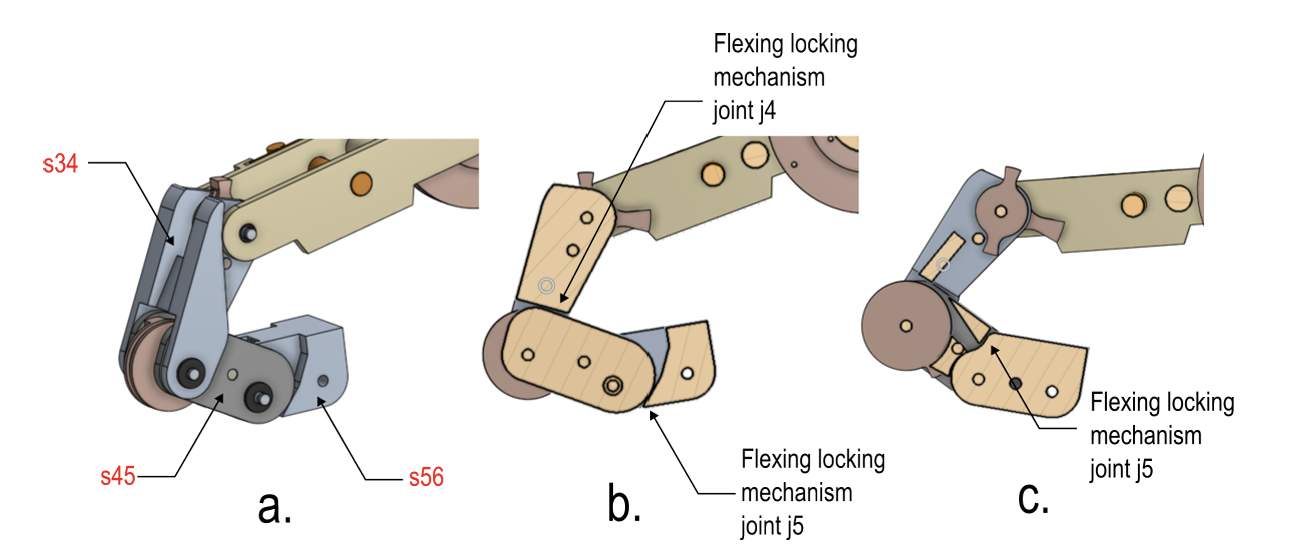 Flexing locking
mechanism
joint j4
s34
s45
s56
a.
Flexing locking
mechanism
joint j5
b.
Flexing locking
mechanism
joint j5
c.